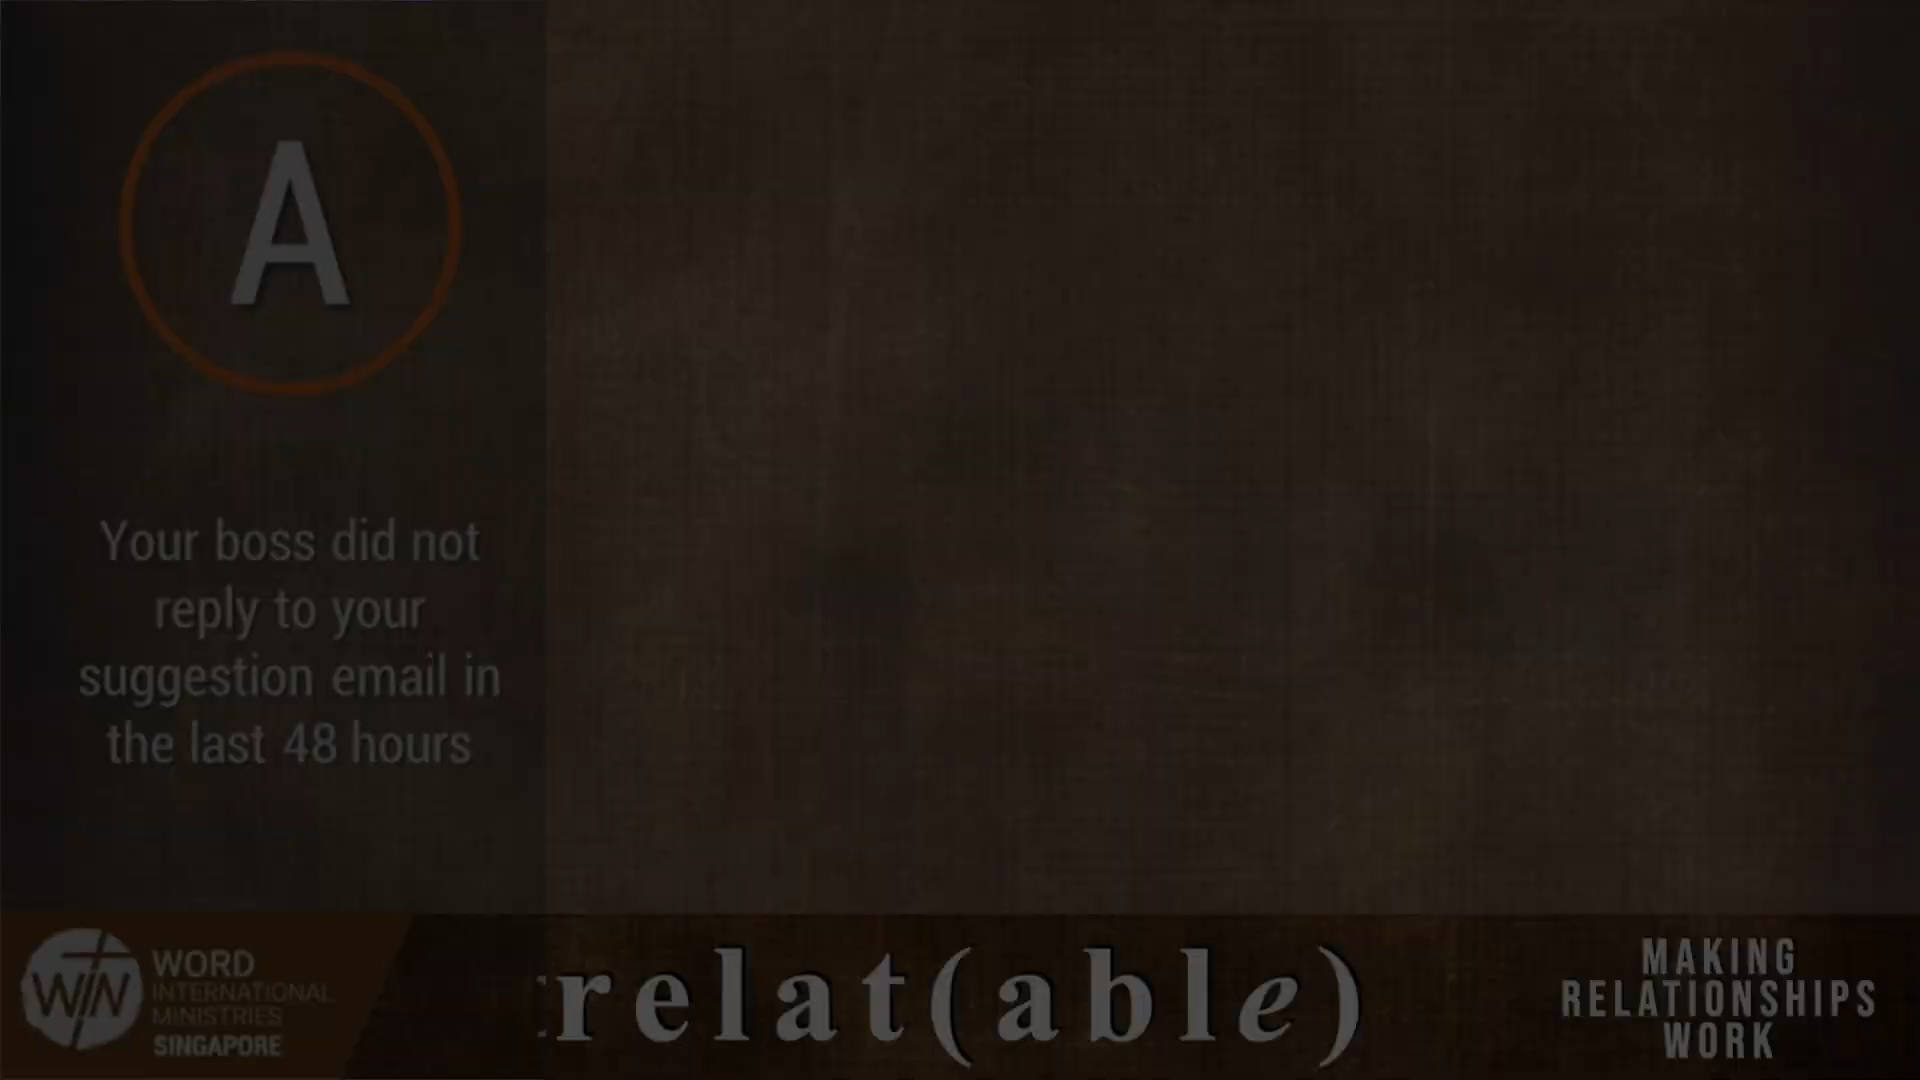 A
Your boss did not
reply to your
suggestion email in
the last 48 hours
WIN
WORD
INTERNATIONAL
MINISTRIES
SINGAPORE
relat(able)
MAKING
RELATIONSHIPS
WORK